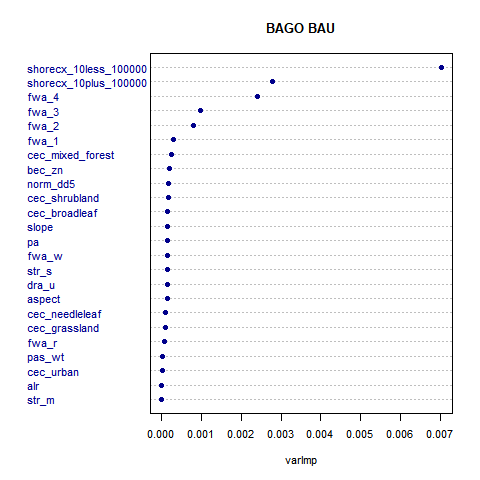 BAGO BAU
shorecx_10less_100000
shorecx_10plus_100000
fwa_4
fwa_3
fwa_2
fwa_1
cec_mixed_forest
bec_zn
norm_dd5
cec_shrubland
cec_broadleaf
slope
pa
fwa_w
str_s
dra_u
aspect
cec_needleleaf
cec_grassland
fwa_r
pas_wt
cec_urban
alr
str_m
0.000 0.001 0.002 0.003 0.004 0.005 0.006 0.007
varImp